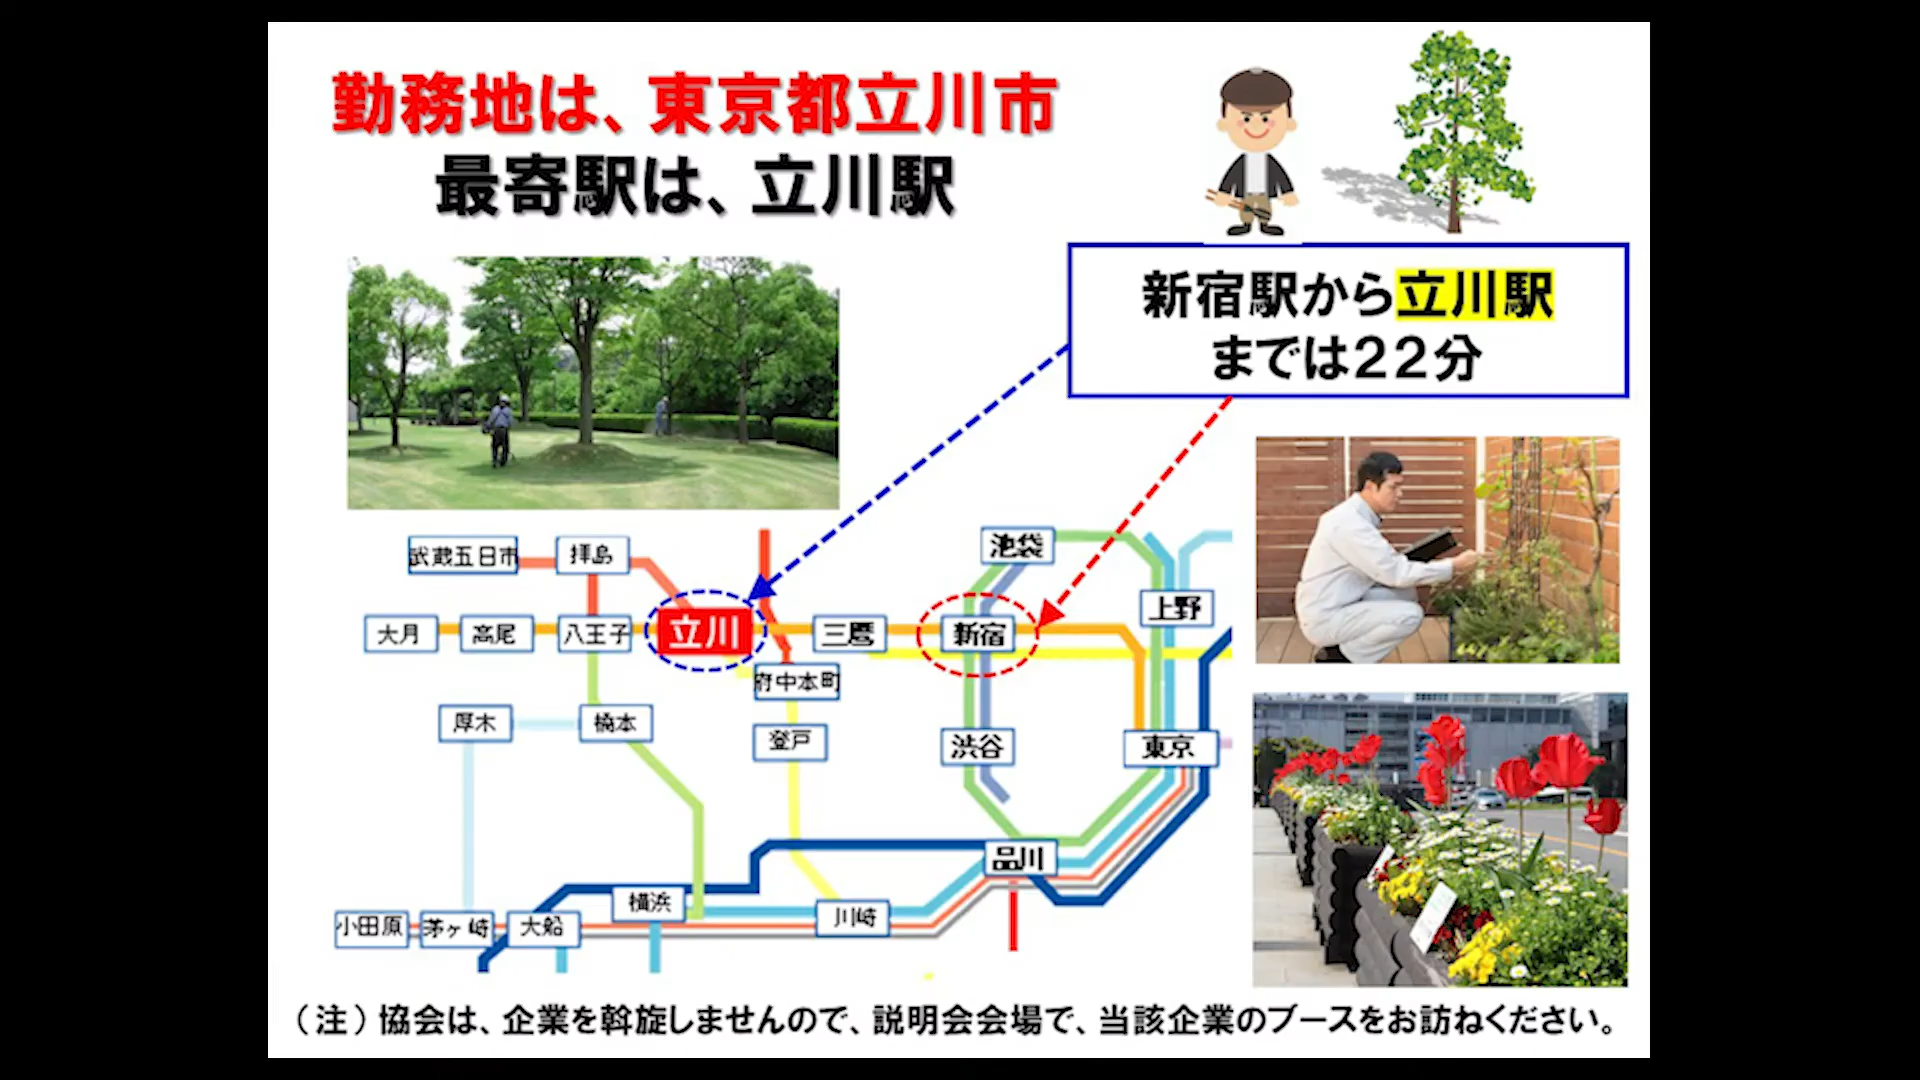 勤務地は、東京都立川市
最寄駅は、立川駅
新宿駅から立川駅
までは２２分
武蔵五日市
拝島
池袋
上野
大月
高尾
八王子
立川
三鷹
新宿
府中本町
厚木
橋本
登戸
渋谷
東京
品川
横浜
川崎
小田原
茅ヶ崎
大船
（注）協会は、企業を斡旋しませんので、説明会会場で、当該企業のブースをお訪ねください。